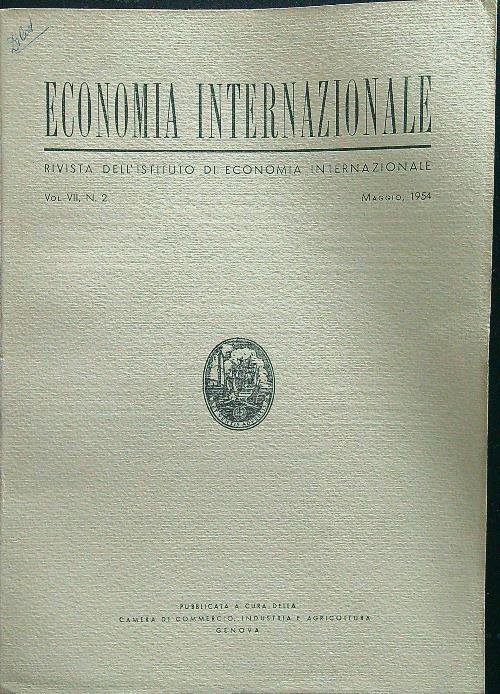 ECONOMIA INTERNAZIONALE
RIVISTA DELL'ISTITUTO DI ECONOMIA INTERNAZIONALE
VOL. VII, N. 2 MAGGIO, 1954
PUBBLICATA A CURA DELLA
CAMERA DI COMMERCIO, INDUSTRIA E AGRICOLTURA
GENOVA